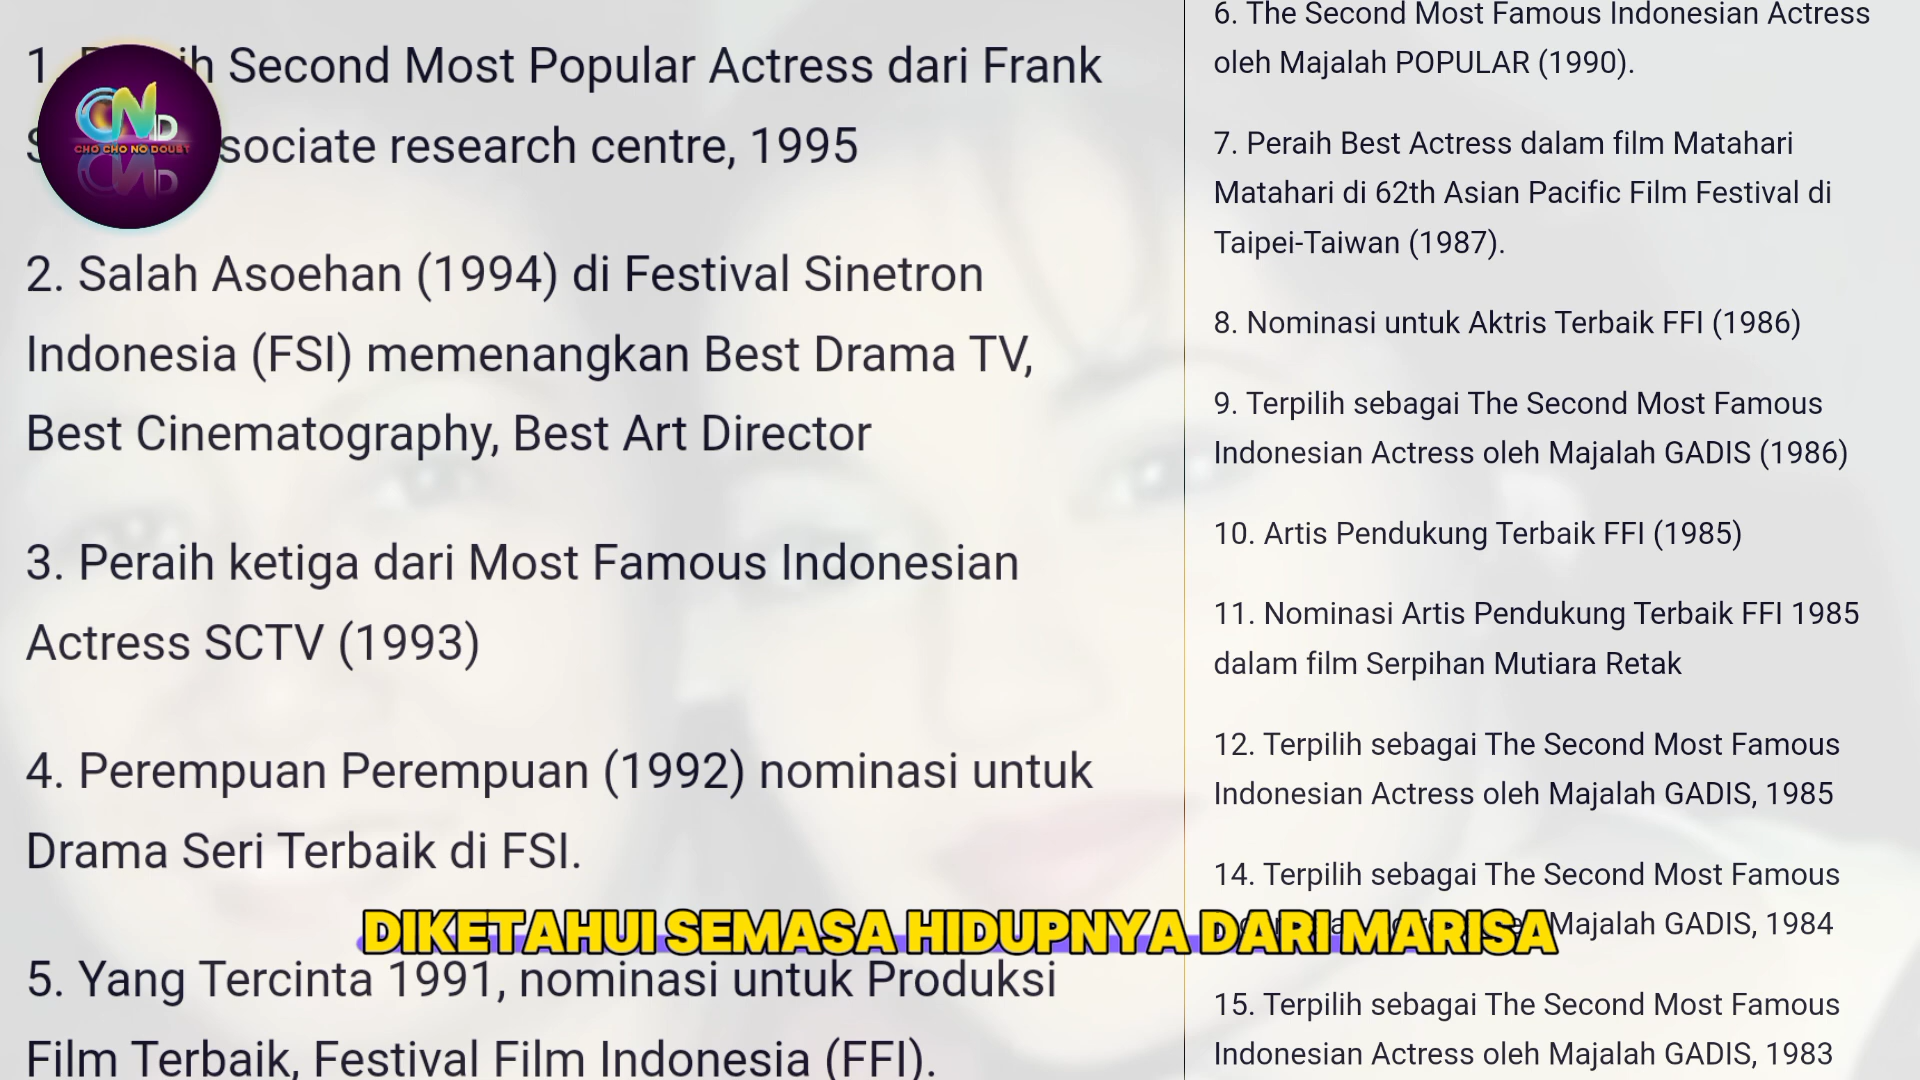 1. ih Second Most Popular Actress dari Frank
sociate research centre, 1995
CND
CHO CHO NO DOUBT
2. Salah Asoehan (1994) di Festival Sinetron
Indonesia (FSI) memenangkan Best Drama TV,
Best Cinematography, Best Art Director
3. Peraih ketiga dari Most Famous Indonesian
Actress SCTV (1993)
4. Perempuan Perempuan (1992) nominasi untuk
Drama Seri Terbaik di FSI.
5. Yang Tercinta 1991, nominasi untuk Produksi
Film Terbaik, Festival Film Indonesia (FFI).
6. The Second Most Famous Indonesian Actress
oleh Majalah POPULAR (1990).
7. Peraih Best Actress dalam film Matahari
Matahari di 62th Asian Pacific Film Festival di
Taipei-Taiwan (1987).
8. Nominasi untuk Aktris Terbaik FFI (1986)
9. Terpilih sebagai The Second Most Famous
Indonesian Actress oleh Majalah GADIS (1986)
10. Artis Pendukung Terbaik FFI (1985)
11. Nominasi Artis Pendukung Terbaik FFI 1985
dalam film Serpihan Mutiara Retak
12. Terpilih sebagai The Second Most Famous
Indonesian Actress oleh Majalah GADIS, 1985
14. Terpilih sebagai The Second Most Famous
Majalah GADIS, 1984
15. Terpilih sebagai The Second Most Famous
Indonesian Actress oleh Majalah GADIS, 1983
DIKETAHUI SEMASA HIDUPNYA DARI MARISA